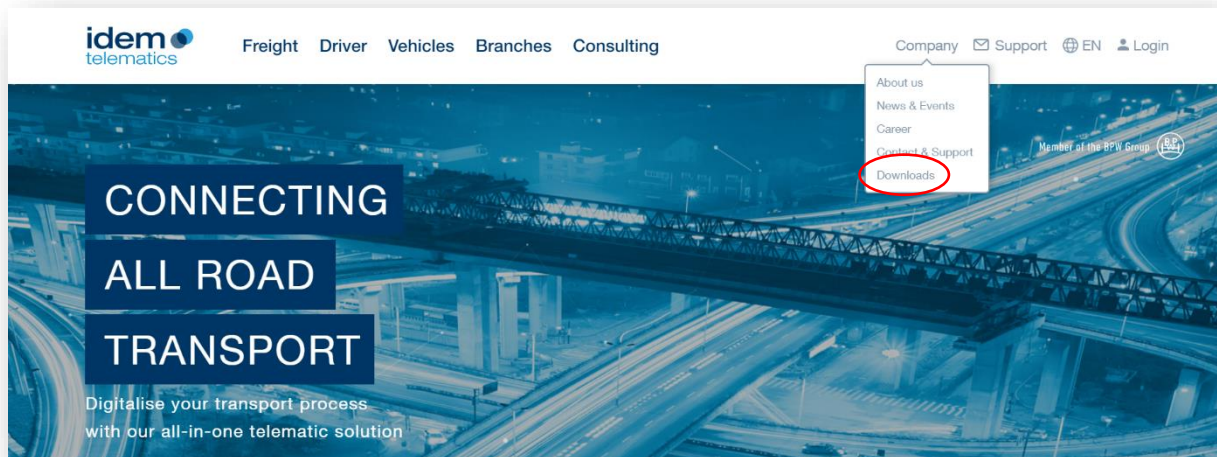 idem
telematics
Freight Driver Vehicles Branches Consulting
Company Support EN Login
About us
News & Events
Career
Contact & Support
Downloads
Member of the BPW Group
BPW
CONNECTING
ALL ROAD
TRANSPORT
Digitalise your transport process
with our all-in-one telematic solution